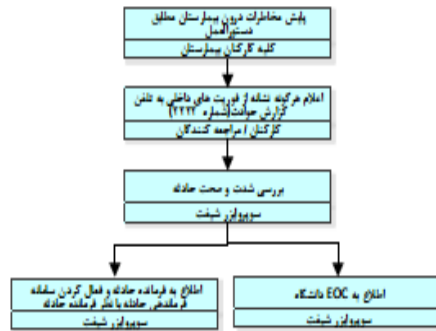 پایش مخاطرات درون بیمارستان مطابق
دستورالعمل
کلیه کارکنان بیمارستان
اعلام هرگونه نشانه از فوریت های داخلی به تلفن
گزارش حوادث(شماره ۲۲۲۲)
کارکنان / مراجعه کنندگان
بررسی شدت و صحت حادثه
سوپروایزر شیفت
اطلاع به فرمانده حادثه و فعال کردن سامانه
فرماندهی حادثه با نظر فرمانده حادثه
سوپروایزر شیفت
اطلاع به EOC دانشگاه
سوپروایزر شیفت